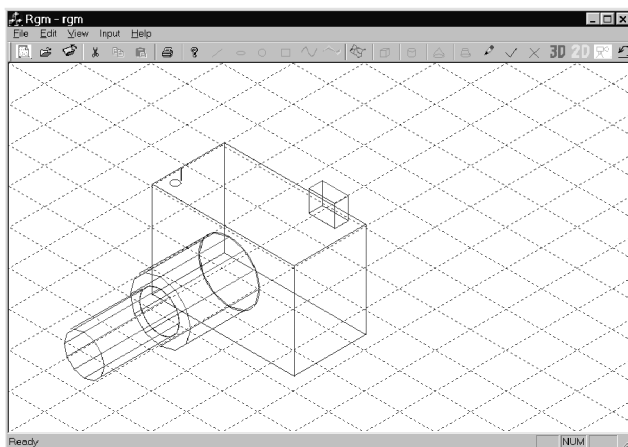 Rgm - rgm
File Edit View Input Help
3D 2D
Ready
NUM